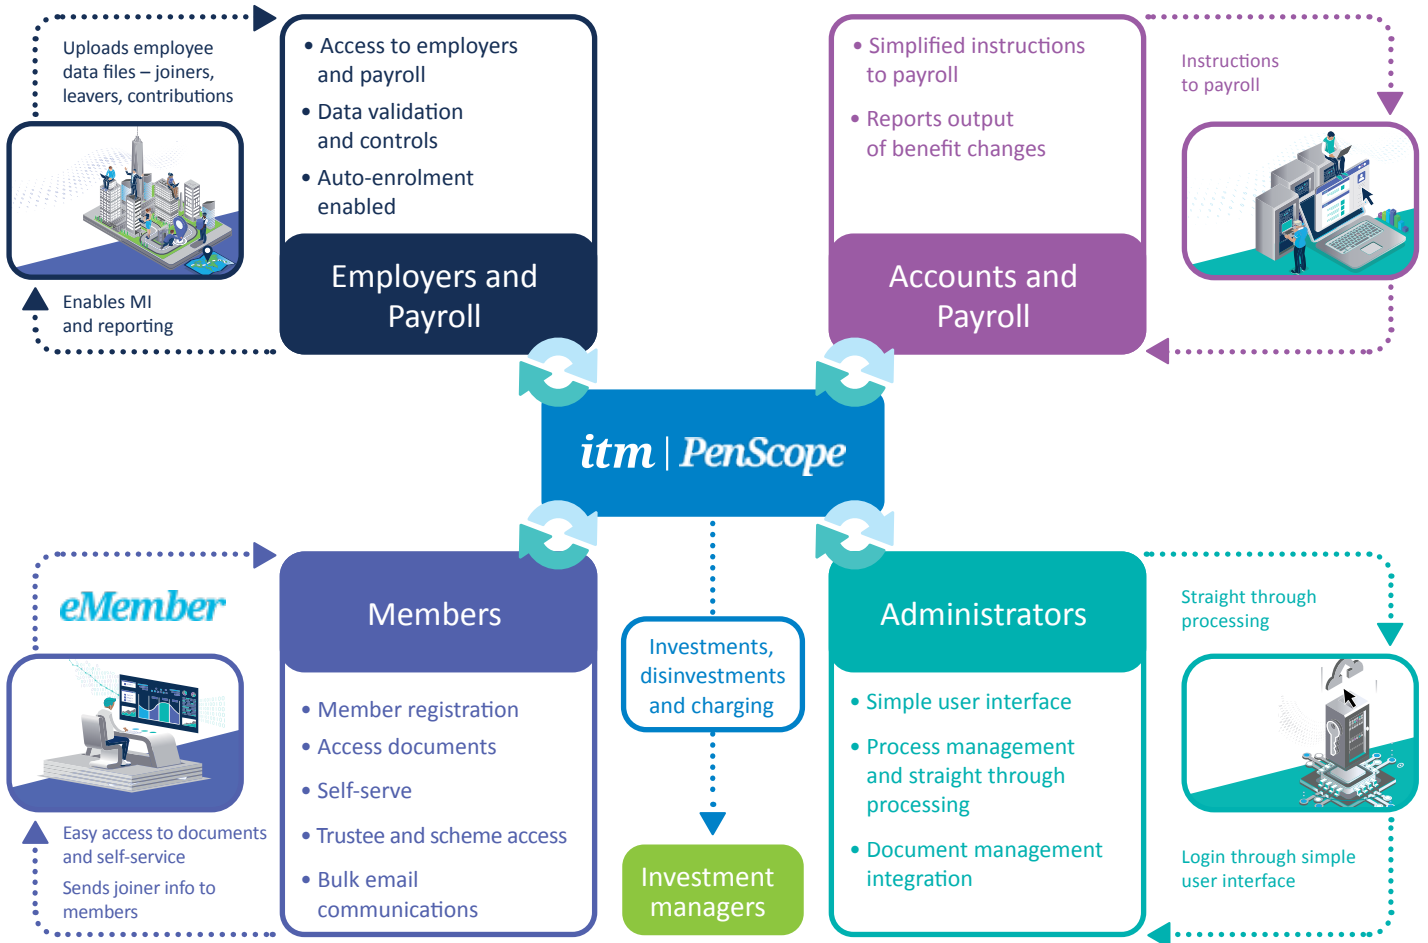 Uploads employee
data files – joiners,
leavers, contributions
Enables MI
and reporting
• Access to employers
and payroll
• Data validation
and controls
• Auto-enrolment
enabled
Employers and
Payroll
• Simplified instructions
to payroll
• Reports output
of benefit changes
Accounts and
Payroll
Instructions
to payroll
itm | PenScope
eMember
Easy access to documents
and self-service
Sends joiner info to
members
Members
• Member registration
• Access documents
• Self-serve
• Trustee and scheme access
• Bulk email
communications
Investments,
disinvestments
and charging
Investment
managers
Administrators
• Simple user interface
• Process management
and straight through
processing
• Document management
integration
Straight through
processing
Login through simple
user interface